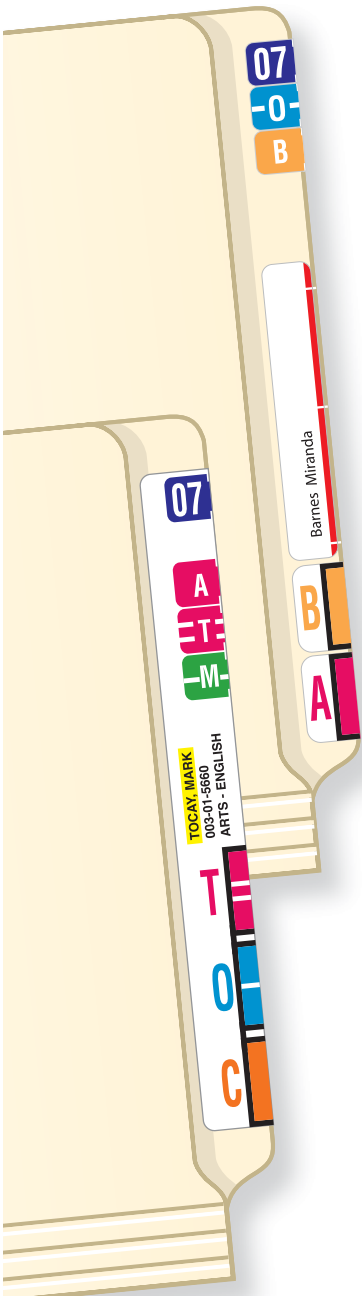 07
-O-
B
Barnes Miranda
B
A
07
A
T
M
TOCAY, MARK
003-01-5660
ARTS - ENGLISH
T
O
C